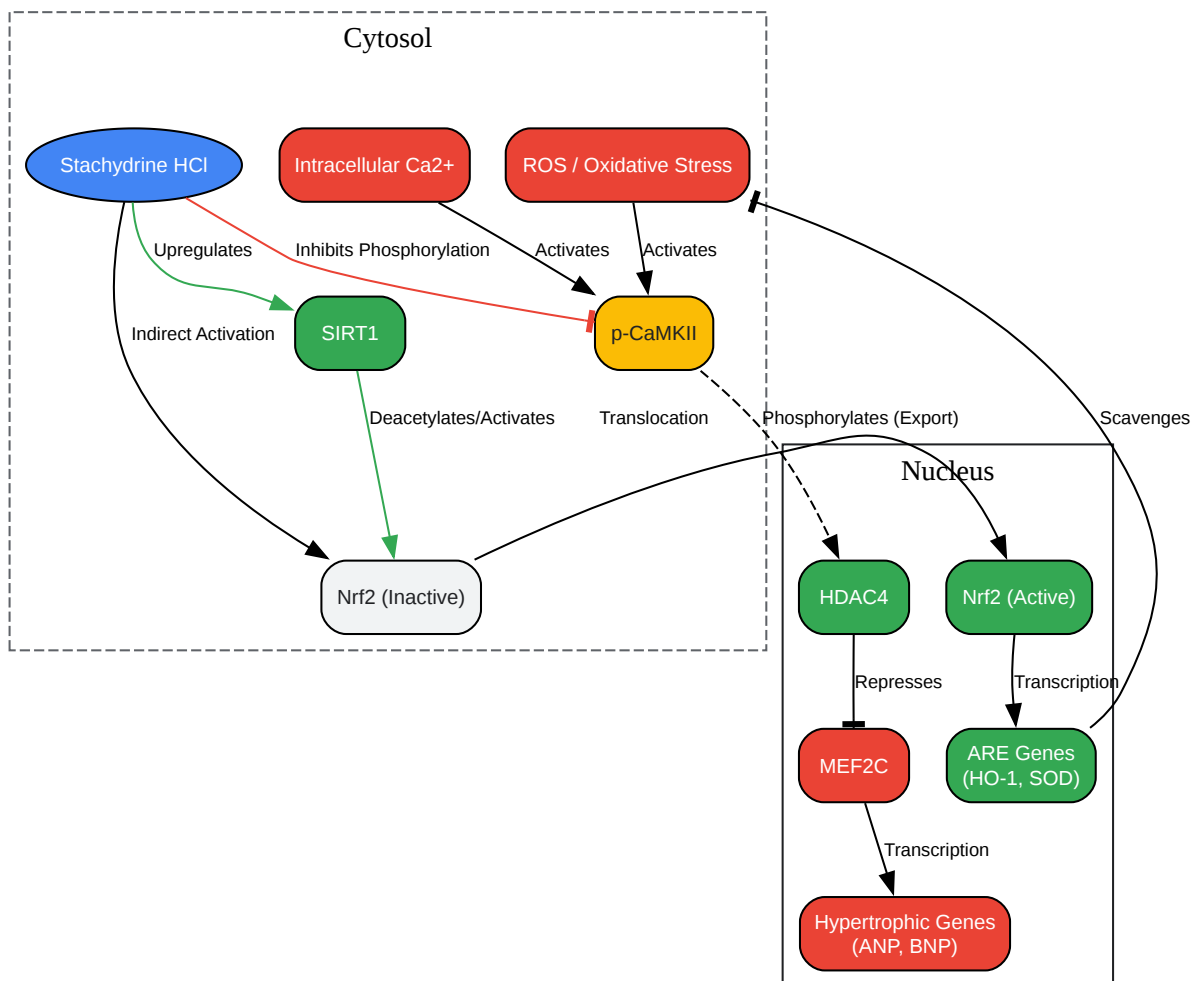 Cytosol
Stachydrine HCl
Intracellular Ca2+
ROS / Oxidative Stress
Upregulates
Inhibits Phosphorylation
Activates
Activates
Indirect Activation
SIRT1
p-CaMKII
Deacetylates/Activates
Translocation
Phosphorylates (Export)
Scavenges
Nucleus
Nrf2 (Inactive)
HDAC4
Nrf2 (Active)
Represses
Transcription
MEF2C
ARE Genes
(HO-1, SOD)
Transcription
Hypertrophic Genes
(ANP, BNP)